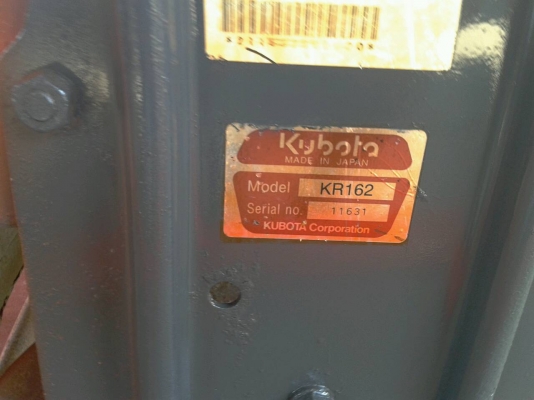 Kubota
MADE IN JAPAN
Model KR162
Serial no. 11631
KUBOTA Corporation